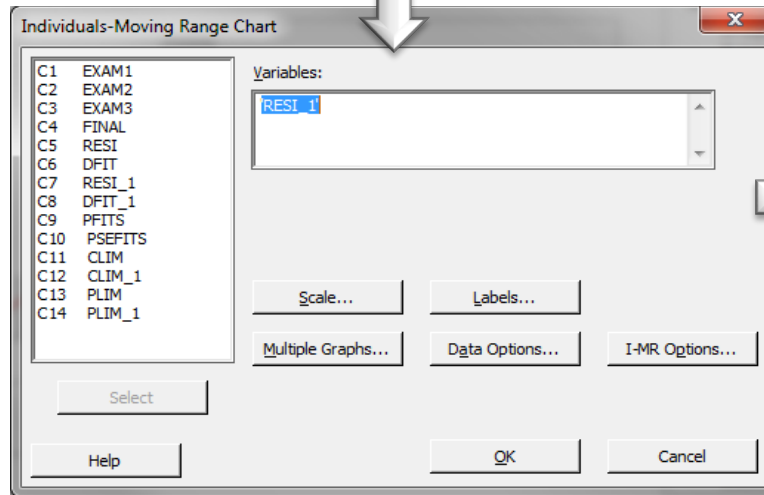 Individuals-Moving Range Chart
C1 EXAM1
C2 EXAM2
C3 EXAM3
C4 FINAL
C5 RESI
C6 DFIT
C7 RESI_1
C8 DFIT_1
C9 PFITS
C10 PSEFITS
C11 CLIM
C12 CLIM_1
C13 PLIM
C14 PLIM_1
Variables:
'RESI_1'
Scale... Labels...
Multiple Graphs... Data Options... I-MR Options...
Select
Help OK Cancel